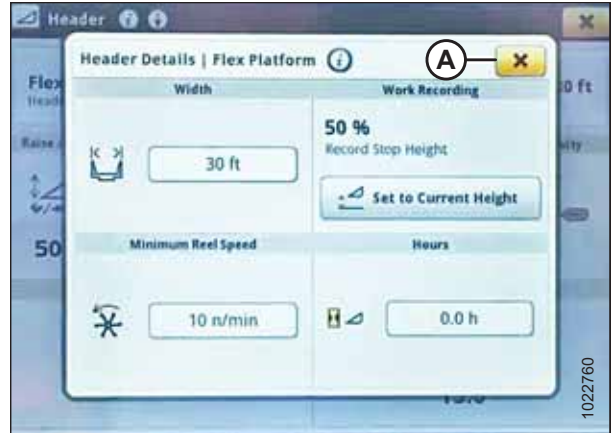 Header
Header Details | Flex Platform
A
Flex
0 ft
Width
Work Recording
50 %
Record Stop Height
30 ft
Set to Current Height
50
Minimum Reel Speed
Hours
10 n/min
0.0 h
1022760